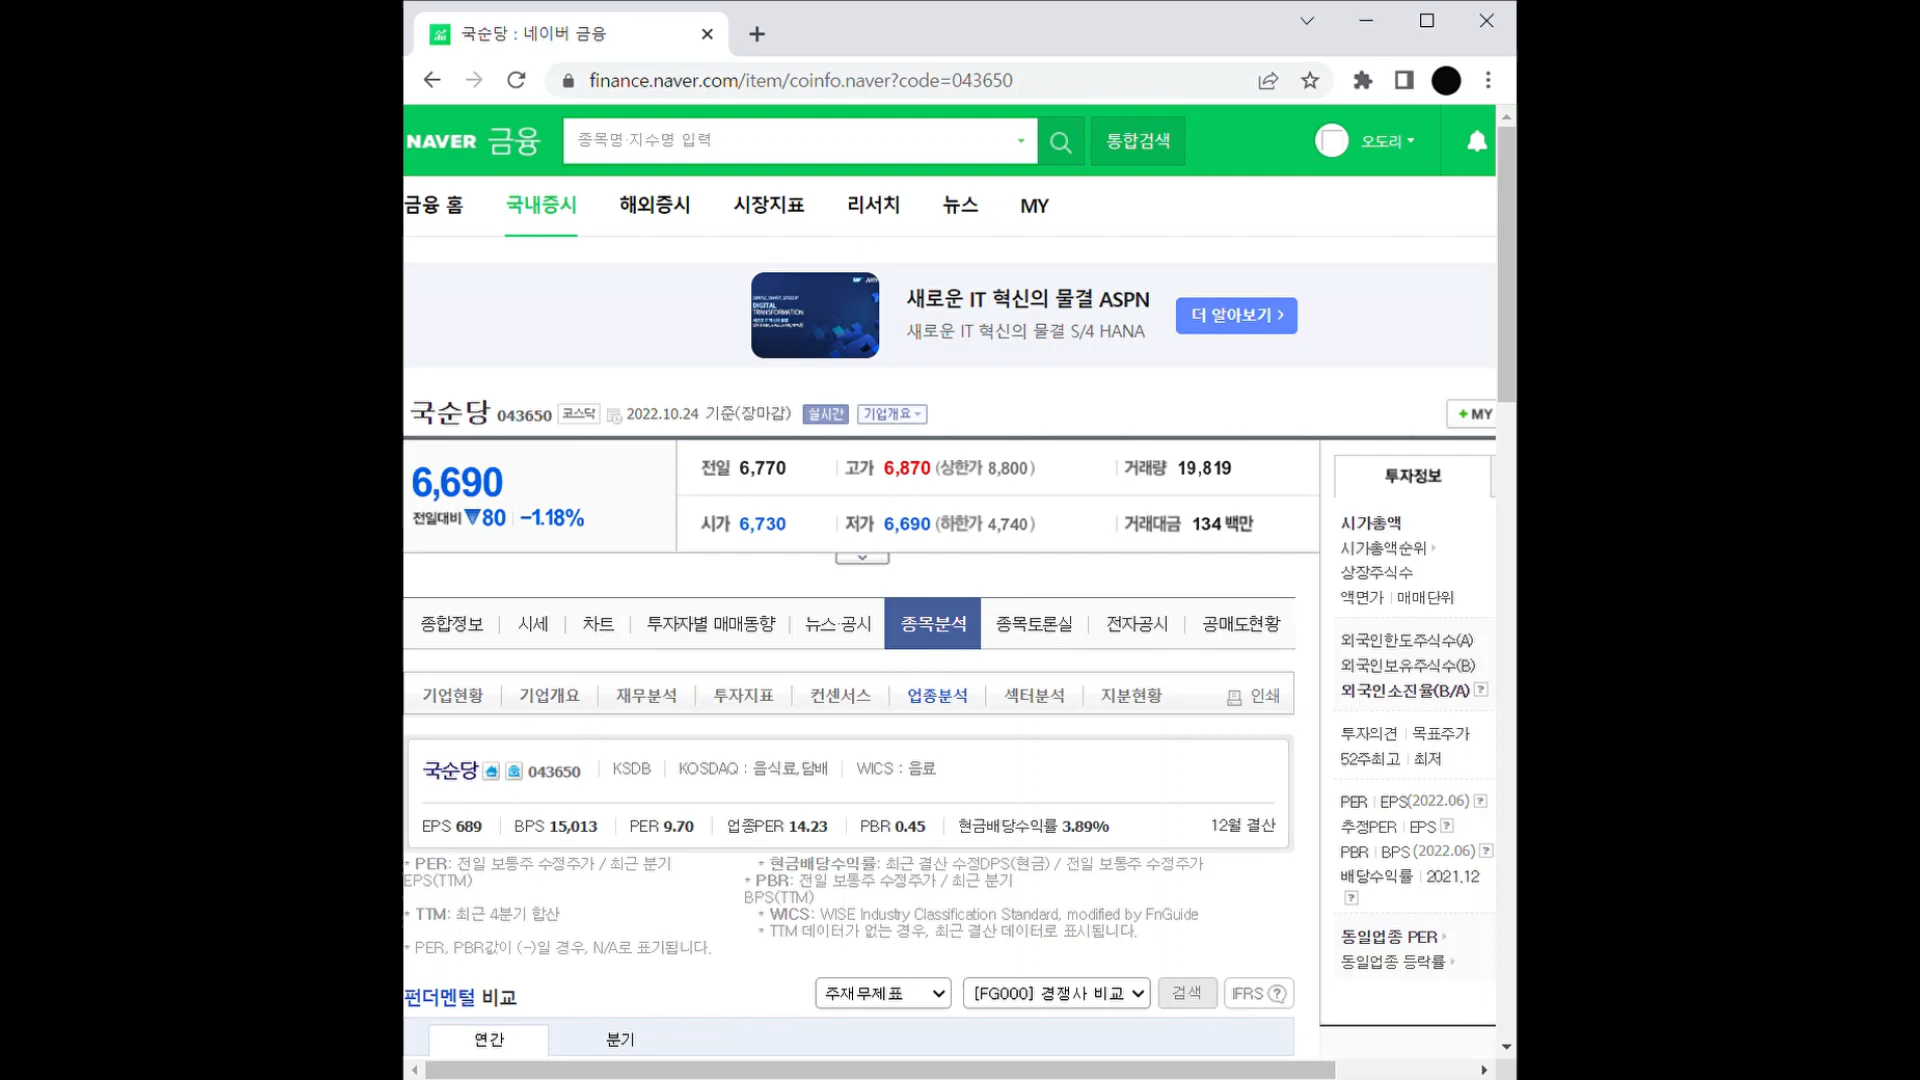 국순당 : 네이버 금융
finance.naver.com/item/coinfo.naver?code=043650
NAVER 금융 종목명·지수명 입력 통합검색 오도리
금융 홈 국내증시 해외증시 시장지표 리서치 뉴스 MY
DIGITAL
TRANSFORMATION
새로운 IT 혁신의 물결 ASPN
새로운 IT 혁신의 물결 S/4 HANA
더 알아보기 >
국순당 043650 코스닥 2022.10.24 기준(장마감) 실시간 기업개요 + MY
6,690
전일대비 ▼80 -1.18%
전일 6,770 고가 6,870 (상한가 8,800) 거래량 19,819
시가 6,730 저가 6,690 (하한가 4,740) 거래대금 134 백만
종합정보 시세 차트 투자자별 매매동향 뉴스·공시 종목분석 종목토론실 전자공시 공매도현황
기업현황 기업개요 재무분석 투자지표 컨센서스 업종분석 섹터분석 지분현황 인쇄
국순당 043650 KSDB KOSDAQ : 음식료,담배 WICS : 음료
EPS 689 BPS 15,013 PER 9.70 업종PER 14.23 PBR 0.45 현금배당수익률 3.89% 12월 결산
* PER: 전일 보통주 수정주가 / 최근 분기
EPS(TTM)
* TTM: 최근 4분기 합산
* PER, PBR값이 (-)일 경우, N/A로 표기됩니다.
* 현금배당수익률: 최근 결산 수정DPS(현금) / 전일 보통주 수정주가
* PBR: 전일 보통주 수정주가 / 최근 분기
BPS(TTM)
* WICS: WISE Industry Classification Standard, modified by FnGuide
* TTM 데이터가 없는 경우, 최근 결산 데이터로 표시됩니다.
펀더멘털 비교 주재무제표 [FG000] 경쟁사 비교 검색 IFRS ?
연간 분기
투자정보
시가총액
시가총액순위
상장주식수
액면가 | 매매단위
외국인한도주식수(A)
외국인보유주식수(B)
외국인소진율(B/A) ?
투자의견 | 목표주가
52주최고 | 최저
PER | EPS(2022.06) ?
추정PER | EPS ?
PBR | BPS (2022.06) ?
배당수익률 | 2021.12
?
동일업종 PER
동일업종 등락률